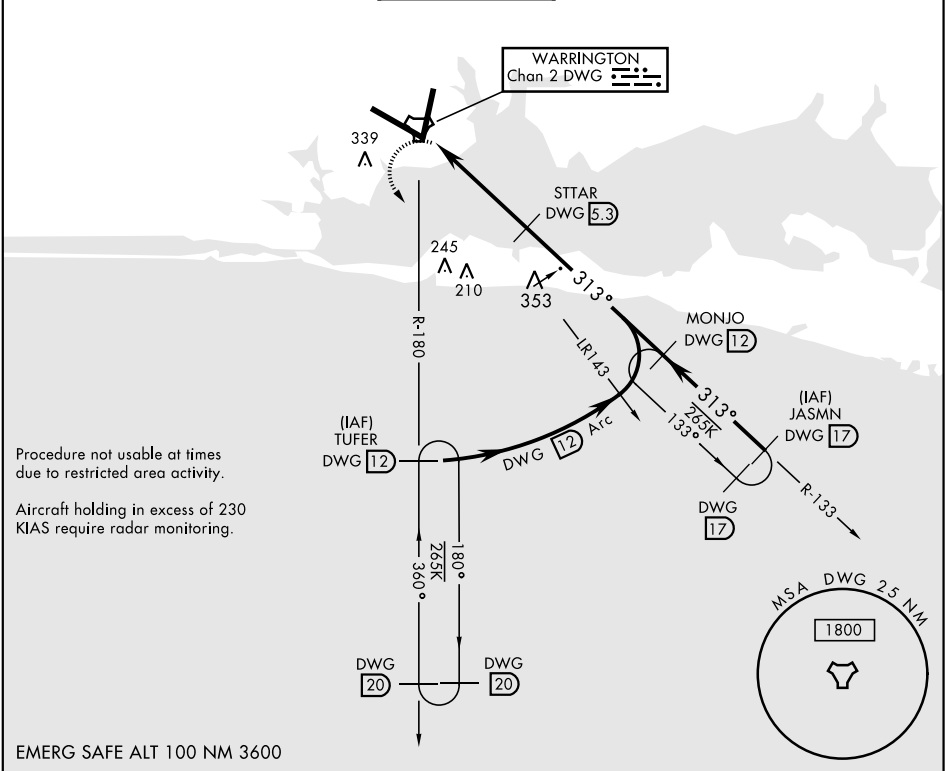 WARRINGTON
Chan 2 DWG
339
STTAR
DWG 5.3
245
210
353
313°
MONJO
DWG 12
R-180
LR143
(IAF)
JASMN
DWG 17
313°
265K
133°
(IAF)
TUFER
DWG 12
DWG 12 Arc
R-133
DWG
17
Procedure not usable at times
due to restricted area activity.
Aircraft holding in excess of 230
KIAS require radar monitoring.
360°
265K
180°
DWG
20
DWG
20
MSA DWG 25 NM
1800
EMERG SAFE ALT 100 NM 3600